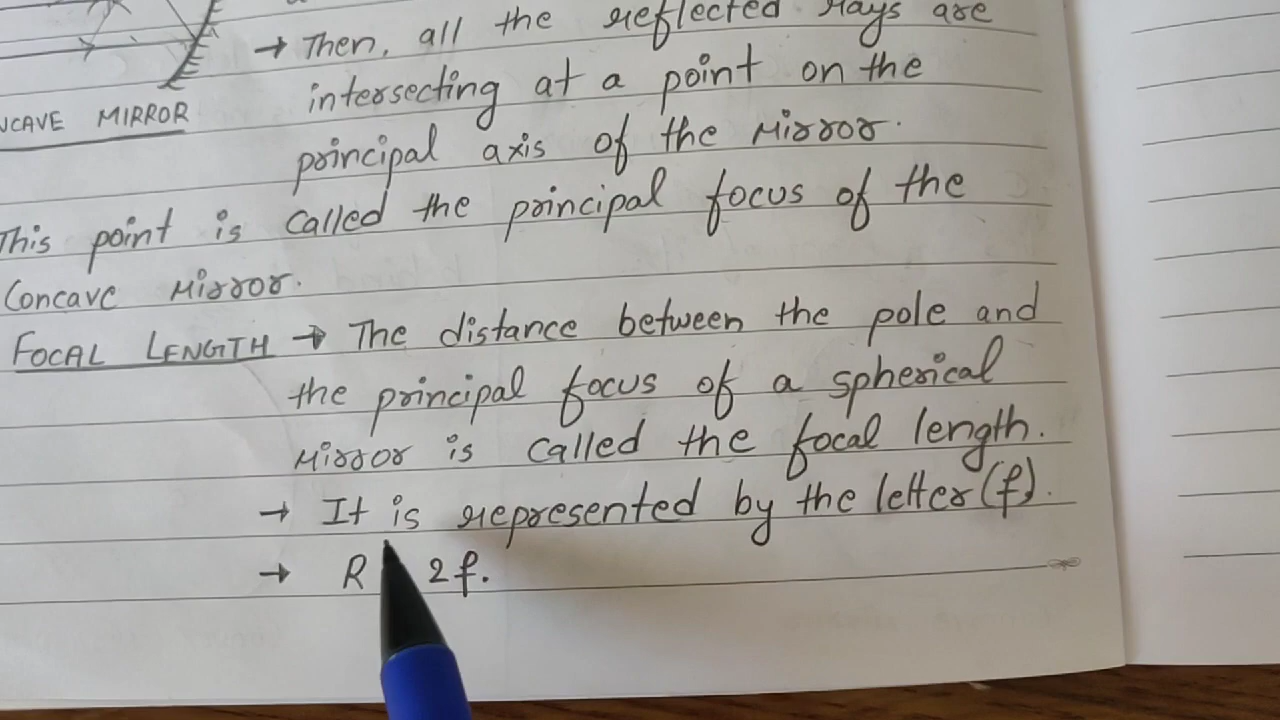 → Then, all the reflected rays are
intersecting at a point on the
CONCAVE MIRROR
principal axis of the Mirror.
This point is called the principal focus of the
Concave Mirror.
FOCAL LENGTH → The distance between the pole and
the principal focus of a spherical
Mirror is called the focal length.
→ It is represented by the letter (f).
→ R 2f.